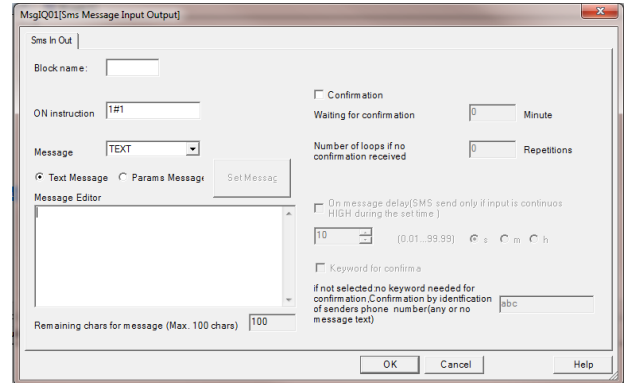 MsgIQ01[Sms Message Input Output]
Sms In Out
Block name:
ON instruction 1#1
Message TEXT
Text Message Params Message Set Messag
Message Editor
Remaining chars for message (Max. 100 chars) 100
Confirmation
Waiting for confirmation 0 Minute
Number of loops if no
confirmation received 0 Repetitions
On message delay(SMS send only if input is continuos
HIGH during the set time )
10 (0.01...99.99) s m h
Keyword for confirma
if not selected:no keyword needed for
confirmation,Confirmation by identfication
of senders phone number(any or no
message text) abc
OK Cancel Help